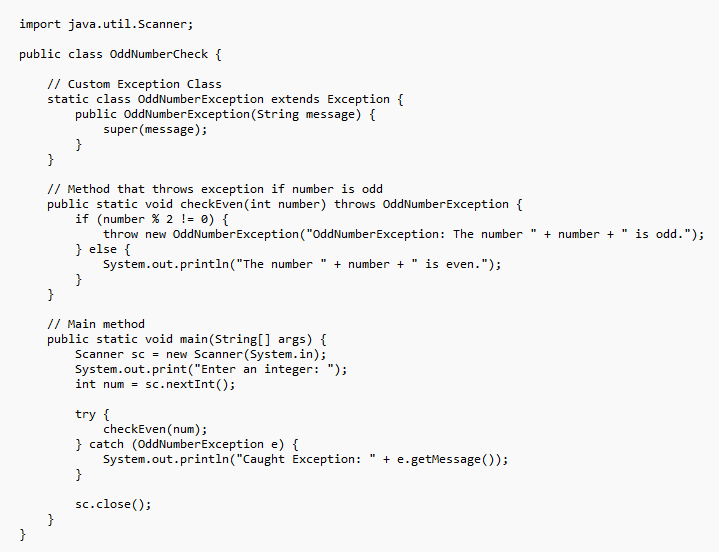 import java.util.Scanner;

public class OddNumberCheck {

    // Custom Exception Class
    static class OddNumberException extends Exception {
        public OddNumberException(String message) {
            super(message);
        }
    }

    // Method that throws exception if number is odd
    public static void checkEven(int number) throws OddNumberException {
        if (number % 2 != 0) {
            throw new OddNumberException("OddNumberException: The number " + number + " is odd.");
        } else {
            System.out.println("The number " + number + " is even.");
        }
    }

    // Main method
    public static void main(String[] args) {
        Scanner sc = new Scanner(System.in);
        System.out.print("Enter an integer: ");
        int num = sc.nextInt();

        try {
            checkEven(num);
        } catch (OddNumberException e) {
            System.out.println("Caught Exception: " + e.getMessage());
        }

        sc.close();
    }
}